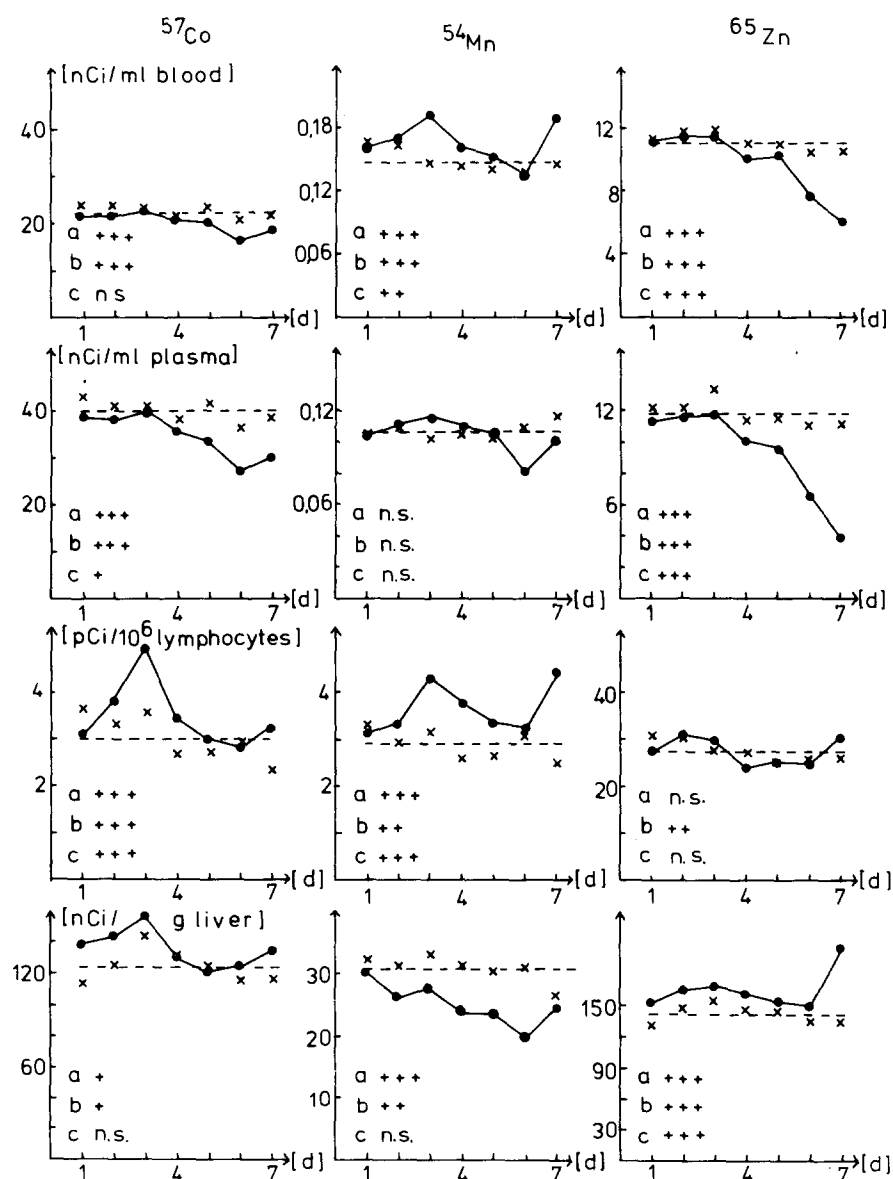 57Co 54Mn 65Zn
[nCi/ml blood]
40
20
a +++
b +++
c n s
1 4 7 [d]
0,18
0,12
0,06
a +++
b +++
c ++
1 4 7 [d]
12
8
4
a +++
b +++
c +++
1 4 7 [d]
[nCi/ml plasma]
40
20
a +++
b +++
c +
1 4 7 [d]
0,12
0,06
a n.s.
b n.s.
c n.s.
1 4 7 [d]
12
6
a +++
b +++
c +++
1 4 7 [d]
[pCi/10⁶ lymphocytes]
4
2
a +++
b +++
c +++
1 4 7 [d]
4
2
a +++
b ++
c +++
1 4 7 [d]
40
20
a n.s.
b ++
c n.s.
1 4 7 [d]
[nCi/ g liver]
120
60
a +
b +
c n.s.
1 4 7 [d]
30
20
10
a +++
b ++
c n.s.
1 4 7 [d]
150
90
30
a +++
b +++
c +++
1 4 7 [d]